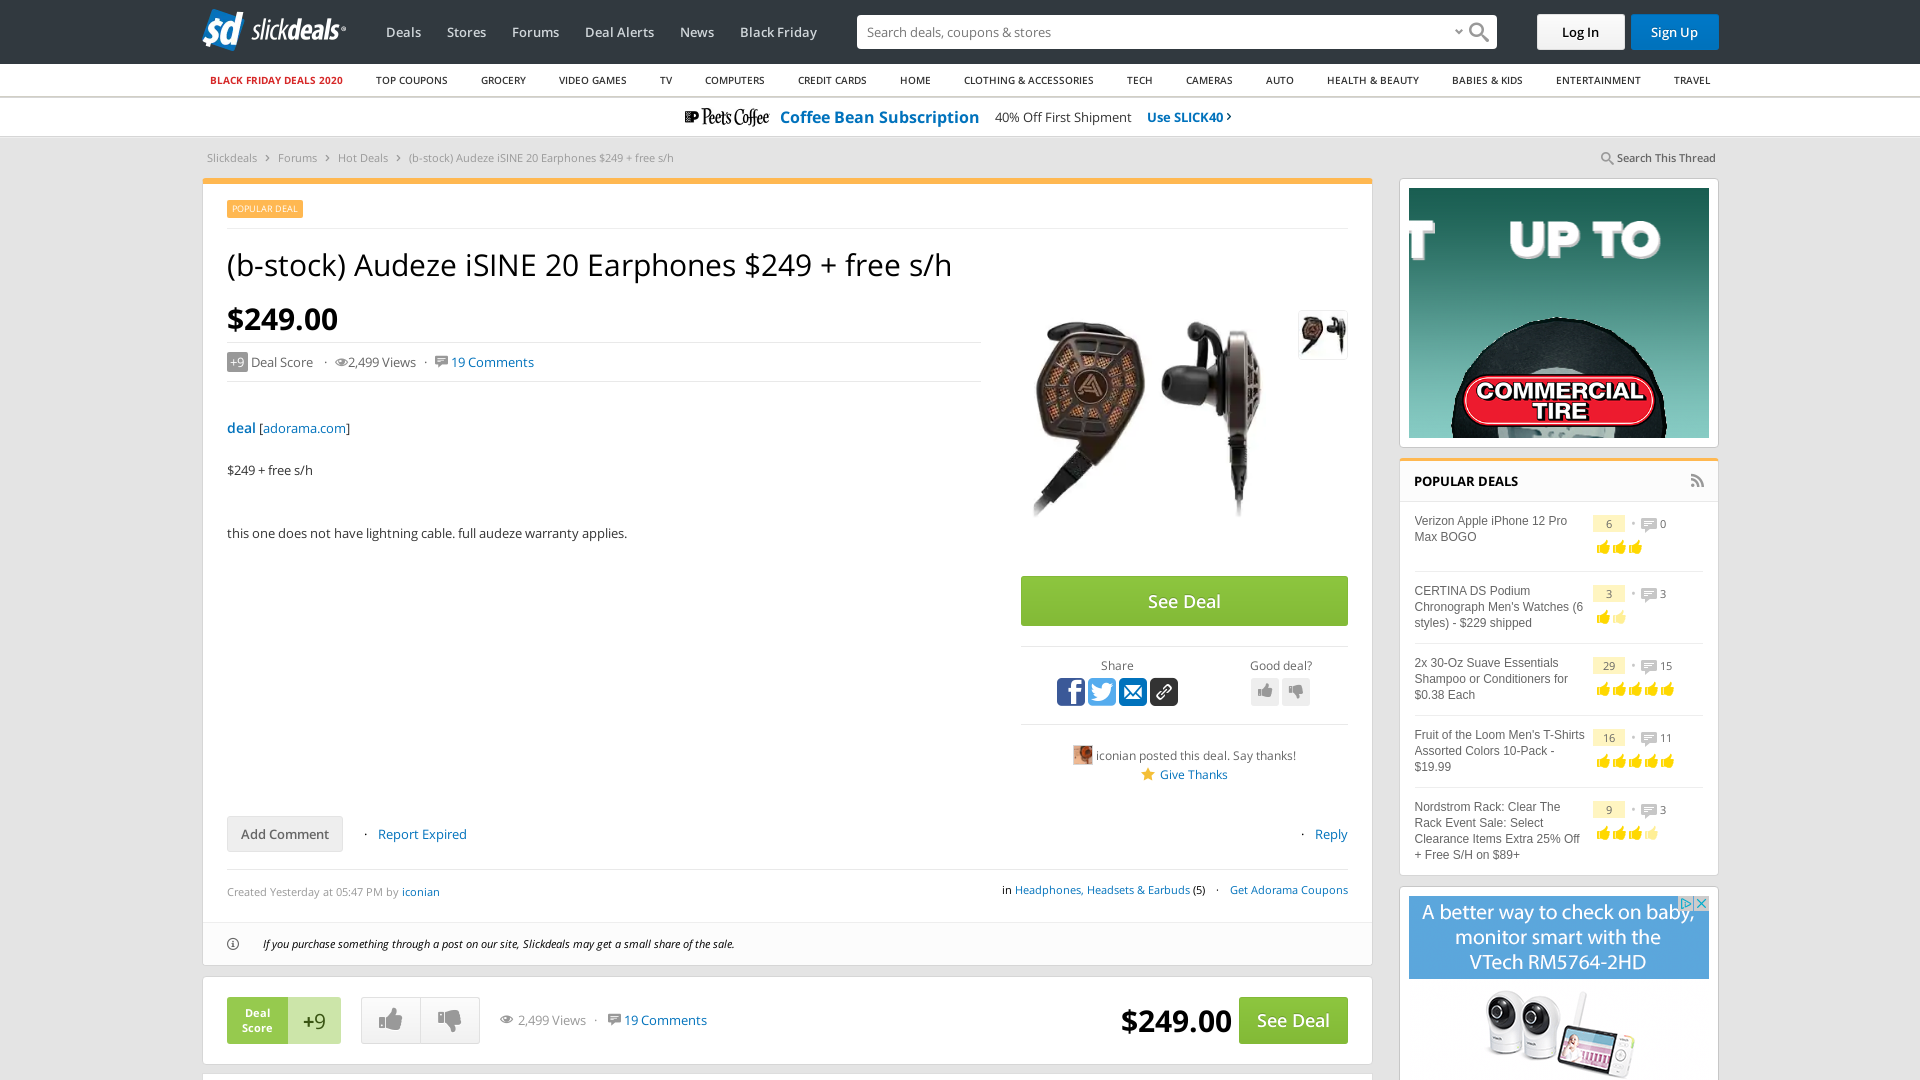 sd slickdeals
Deals Stores Forums Deal Alerts News Black Friday
Search deals, coupons & stores
Log In
Sign Up
BLACK FRIDAY DEALS 2020 TOP COUPONS GROCERY VIDEO GAMES TV COMPUTERS CREDIT CARDS HOME CLOTHING & ACCESSORIES TECH CAMERAS AUTO HEALTH & BEAUTY BABIES & KIDS ENTERTAINMENT TRAVEL
Peet's Coffee Coffee Bean Subscription 40% Off First Shipment Use SLICK40 ›
Slickdeals › Forums › Hot Deals › (b-stock) Audeze iSINE 20 Earphones $249 + free s/h
Search This Thread
POPULAR DEAL
(b-stock) Audeze iSINE 20 Earphones $249 + free s/h
$249.00
+9 Deal Score · 2,499 Views · 19 Comments
deal [adorama.com]
$249 + free s/h
this one does not have lightning cable. full audeze warranty applies.
See Deal
Share
Good deal?
iconian posted this deal. Say thanks!
Give Thanks
Add Comment · Report Expired
· Reply
Created Yesterday at 05:47 PM by iconian
in Headphones, Headsets & Earbuds (5) · Get Adorama Coupons
If you purchase something through a post on our site, Slickdeals may get a small share of the sale.
Deal
Score
+9
2,499 Views · 19 Comments
$249.00
See Deal
T UP TO
COMMERCIAL
TIRE
POPULAR DEALS
Verizon Apple iPhone 12 Pro
Max BOGO
6 • 0
CERTINA DS Podium
Chronograph Men's Watches (6
styles) - $229 shipped
3 • 3
2x 30-Oz Suave Essentials
Shampoo or Conditioners for
$0.38 Each
29 • 15
Fruit of the Loom Men's T-Shirts
Assorted Colors 10-Pack -
$19.99
16 • 11
Nordstrom Rack: Clear The
Rack Event Sale: Select
Clearance Items Extra 25% Off
+ Free S/H on $89+
9 • 3
A better way to check on baby,
monitor smart with the
VTech RM5764-2HD